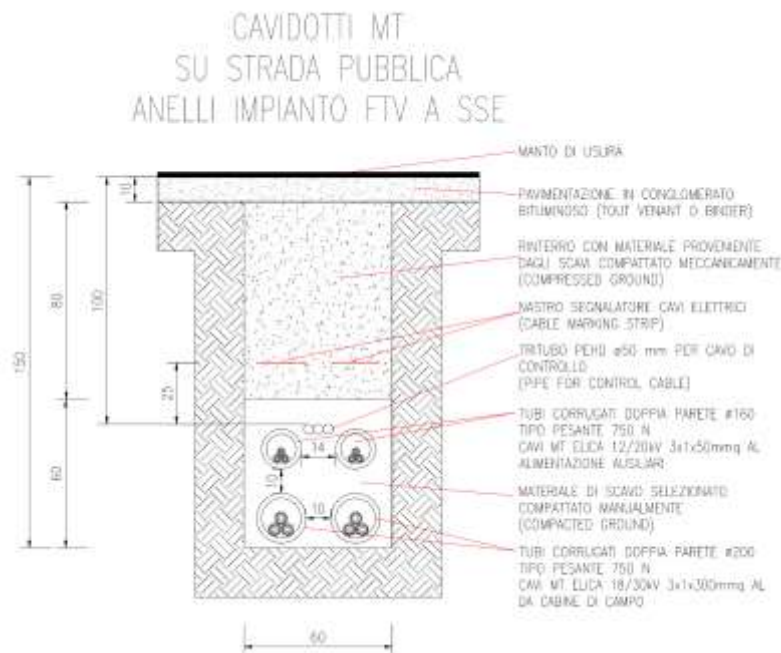 CAVIDOTTI MT
SU STRADA PUBBLICA
ANELLI IMPIANTO FTV A SSE
MANTO DI USURA
PAVIMENTAZIONE IN CONGLOMERATO
BITUMINOSO (TOUT VENANT O BINDER)
RINTERRO CON MATERIALE PROVENIENTE
DAGLI SCAVI COMPATTATO MECCANICAMENTE
(COMPRESSED GROUND)
NASTRO SEGNALATORE CAVI ELETTRICI
(CABLE MARKING STRIP)
TRITUBO PEHD ø50 mm PER CAVO DI
CONTROLLO
(PIPE FOR CONTROL CABLE)
TUBI CORRUGATI DOPPIA PARETE ø160
TIPO PESANTE 750 N
CAVI MT ELICA 12/20kV 3x1x50mmq AL
ALIMENTAZIONE AUSILIARI
MATERIALE DI SCAVO SELEZIONATO
COMPATTATO MANUALMENTE
(COMPACTED GROUND)
TUBI CORRUGATI DOPPIA PARETE ø200
TIPO PESANTE 750 N
CAVI MT ELICA 18/30kV 3x1x300mmq AL
DA CABINE DI CAMPO
10
80
100
150
25
60
14
10
10
60